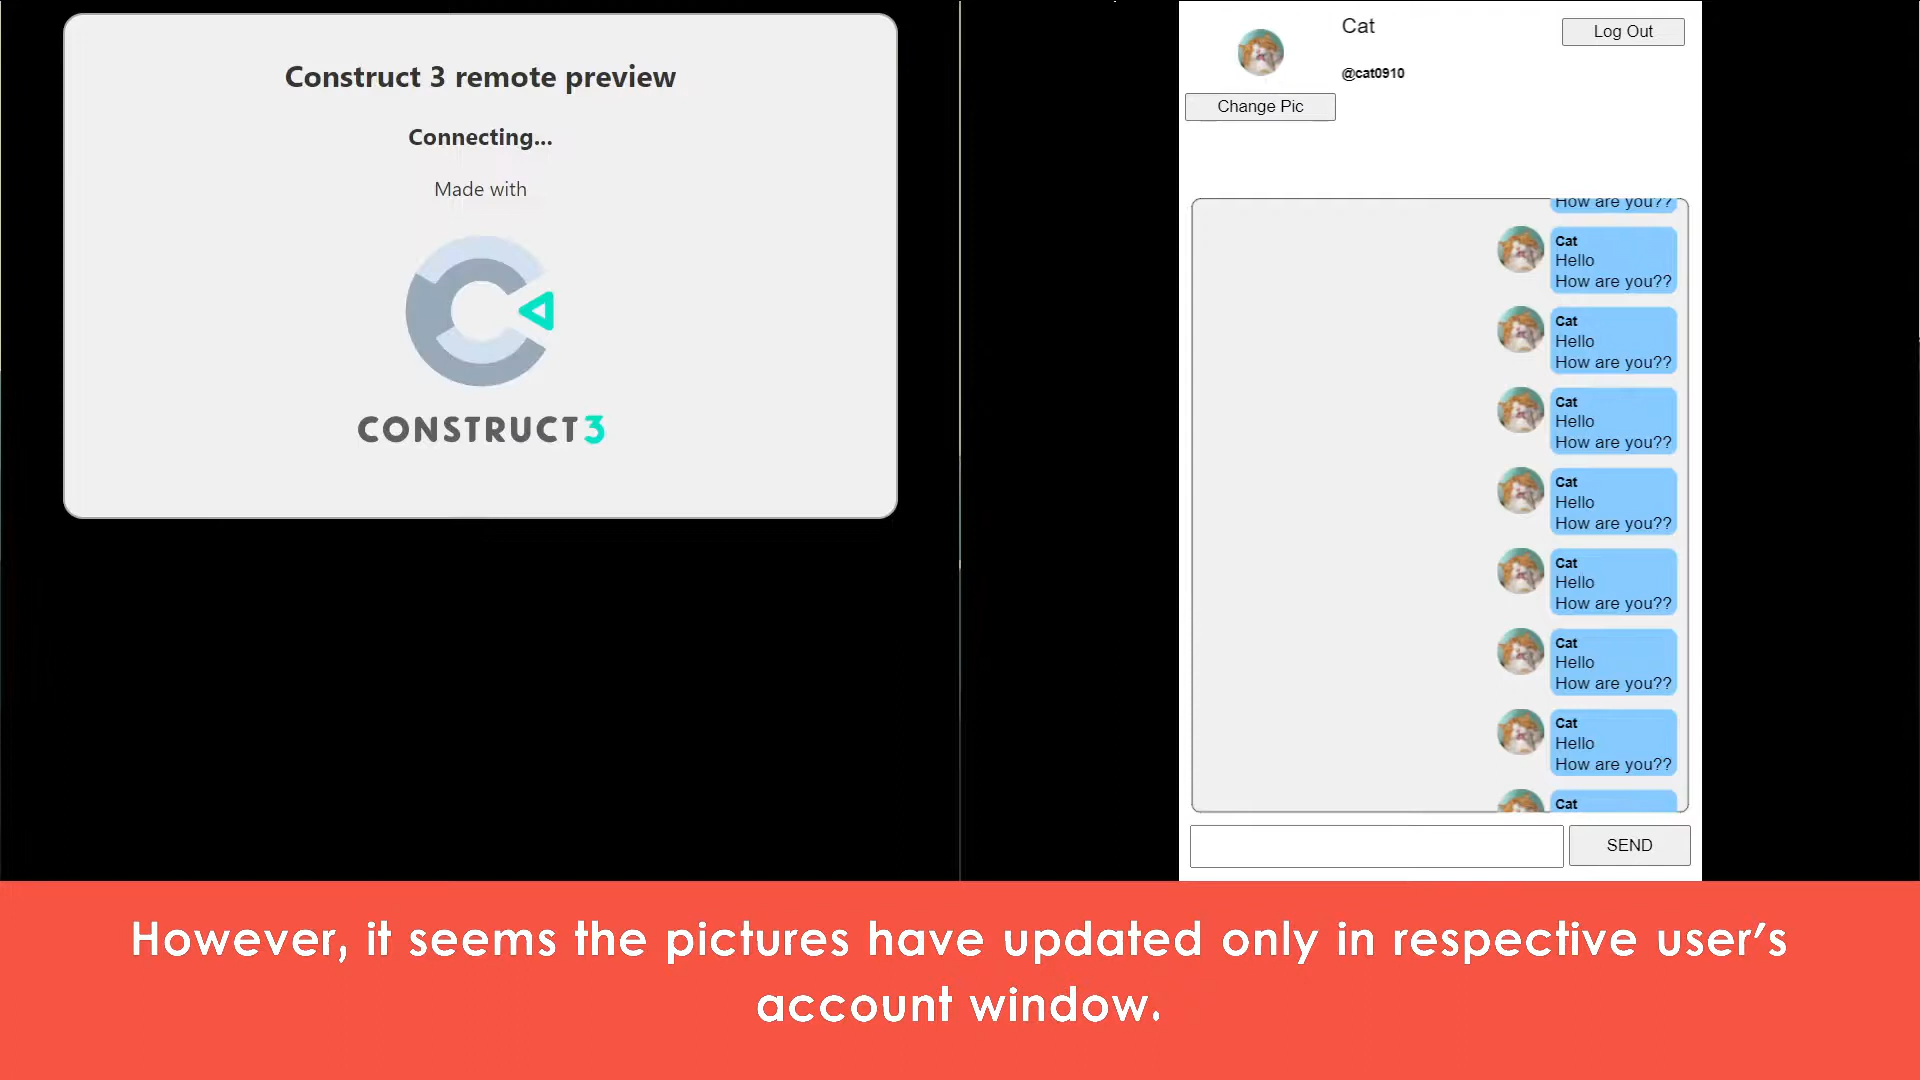 Construct 3 remote preview
Connecting...
Made with
CONSTRUCT 3
Cat
@cat0910
Log Out
Change Pic
How are you??
Cat
Hello
How are you??
Cat
Hello
How are you??
Cat
Hello
How are you??
Cat
Hello
How are you??
Cat
Hello
How are you??
Cat
Hello
How are you??
Cat
Hello
How are you??
Cat
SEND
However, it seems the pictures have updated only in respective user’s
account window.